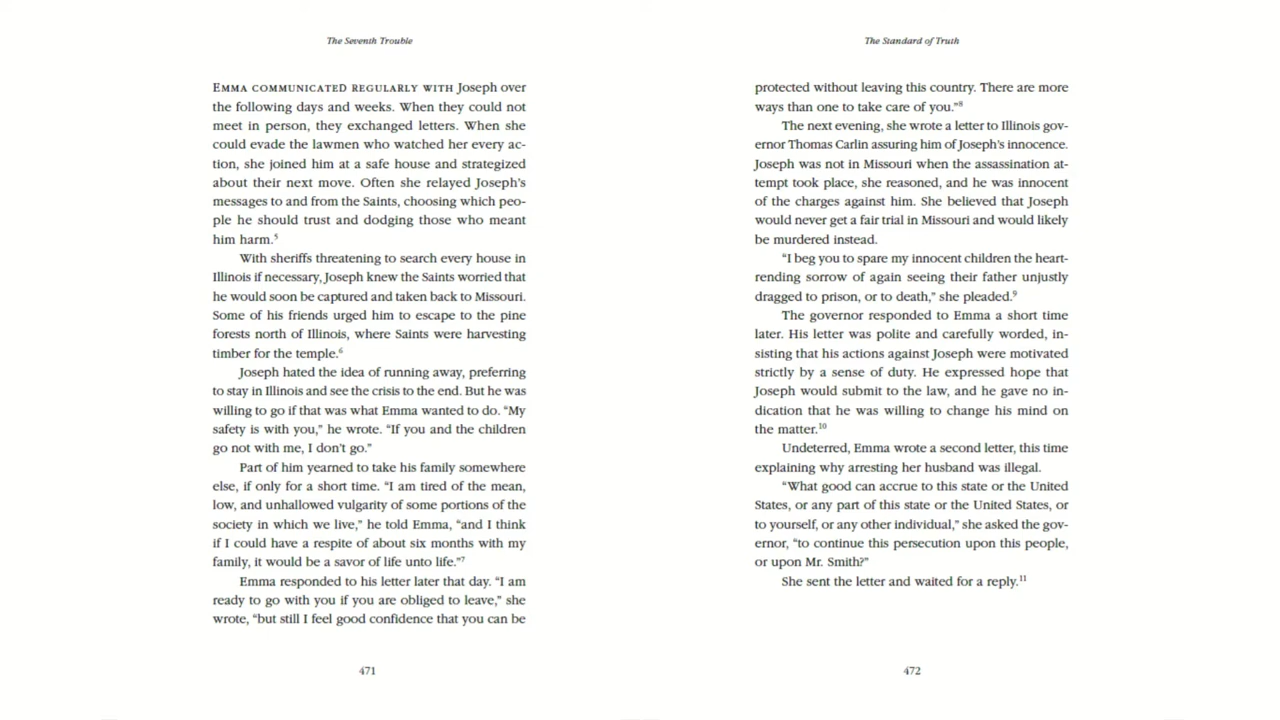 The Seventh Trouble
EMMA COMMUNICATED REGULARLY WITH Joseph over
the following days and weeks. When they could not
meet in person, they exchanged letters. When she
could evade the lawmen who watched her every ac-
tion, she joined him at a safe house and strategized
about their next move. Often she relayed Joseph's
messages to and from the Saints, choosing which peo-
ple he should trust and dodging those who meant
him harm.⁵
With sheriffs threatening to search every house in
Illinois if necessary, Joseph knew the Saints worried that
he would soon be captured and taken back to Missouri.
Some of his friends urged him to escape to the pine
forests north of Illinois, where Saints were harvesting
timber for the temple.⁶
Joseph hated the idea of running away, preferring
to stay in Illinois and see the crisis to the end. But he was
willing to go if that was what Emma wanted to do. “My
safety is with you,” he wrote. “If you and the children
go not with me, I don't go.”
Part of him yearned to take his family somewhere
else, if only for a short time. “I am tired of the mean,
low, and unhallowed vulgarity of some portions of the
society in which we live,” he told Emma, “and I think
if I could have a respite of about six months with my
family, it would be a savor of life unto life.”⁷
Emma responded to his letter later that day. “I am
ready to go with you if you are obliged to leave,” she
wrote, “but still I feel good confidence that you can be
471
The Standard of Truth
protected without leaving this country. There are more
ways than one to take care of you.”⁸
The next evening, she wrote a letter to Illinois gov-
ernor Thomas Carlin assuring him of Joseph's innocence.
Joseph was not in Missouri when the assassination at-
tempt took place, she reasoned, and he was innocent
of the charges against him. She believed that Joseph
would never get a fair trial in Missouri and would likely
be murdered instead.
“I beg you to spare my innocent children the heart-
rending sorrow of again seeing their father unjustly
dragged to prison, or to death,” she pleaded.⁹
The governor responded to Emma a short time
later. His letter was polite and carefully worded, in-
sisting that his actions against Joseph were motivated
strictly by a sense of duty. He expressed hope that
Joseph would submit to the law, and he gave no in-
dication that he was willing to change his mind on
the matter.¹⁰
Undeterred, Emma wrote a second letter, this time
explaining why arresting her husband was illegal.
“What good can accrue to this state or the United
States, or any part of this state or the United States, or
to yourself, or any other individual,” she asked the gov-
ernor, “to continue this persecution upon this people,
or upon Mr. Smith?”
She sent the letter and waited for a reply.¹¹
472